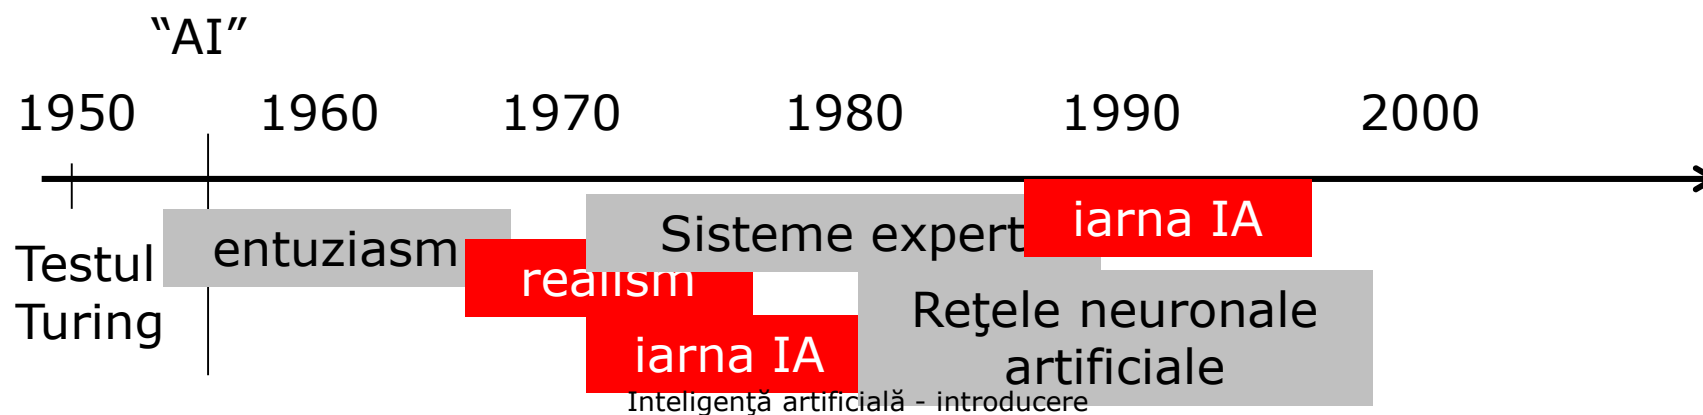 “AI”
1950 1960 1970 1980 1990 2000
Testul
Turing
entuziasm
realism
Sisteme expert
iarna IA
iarna IA
Reţele neuronale
artificiale
Inteligenţă artificială - introducere